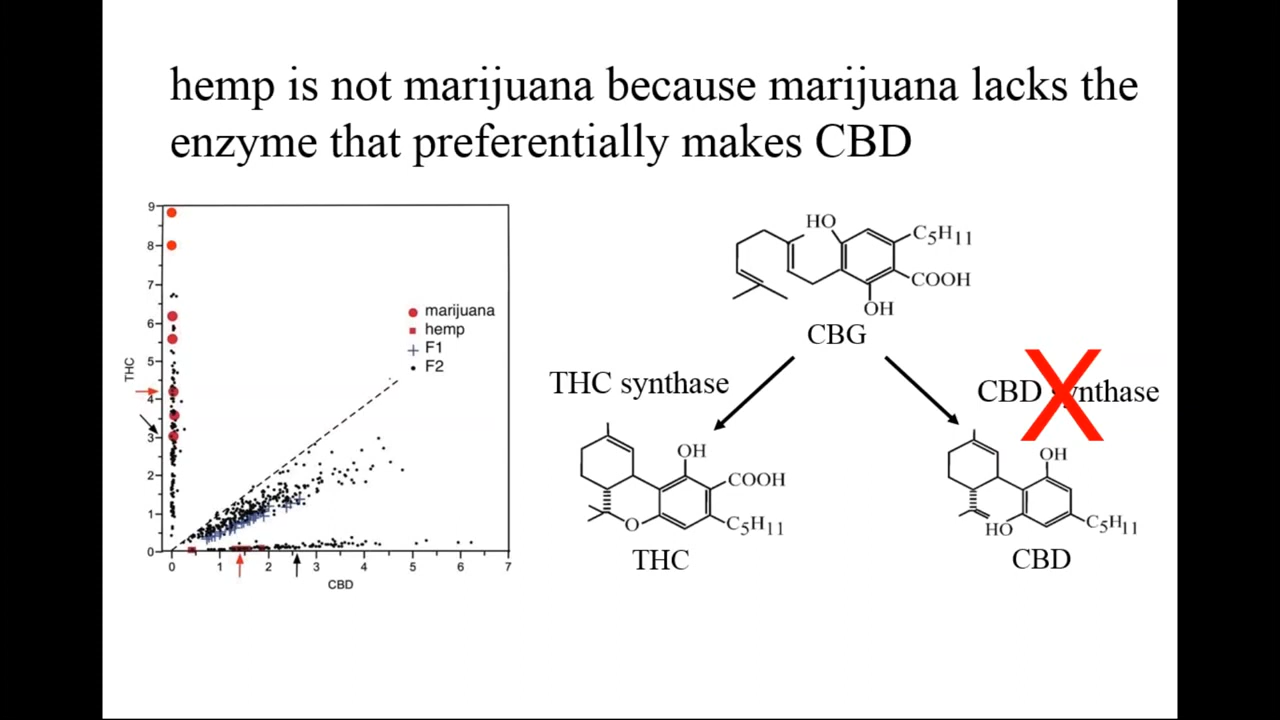 hemp is not marijuana because marijuana lacks the
enzyme that preferentially makes CBD
9
8
7
6
5
4
3
2
1
0
THC
marijuana
hemp
F1
F2
0 1 2 3 4 5 6 7
CBD
HO
C5H11
COOH
OH
CBG
THC synthase
CBD synthase
OH
COOH
O
C5H11
THC
OH
HO
C5H11
CBD